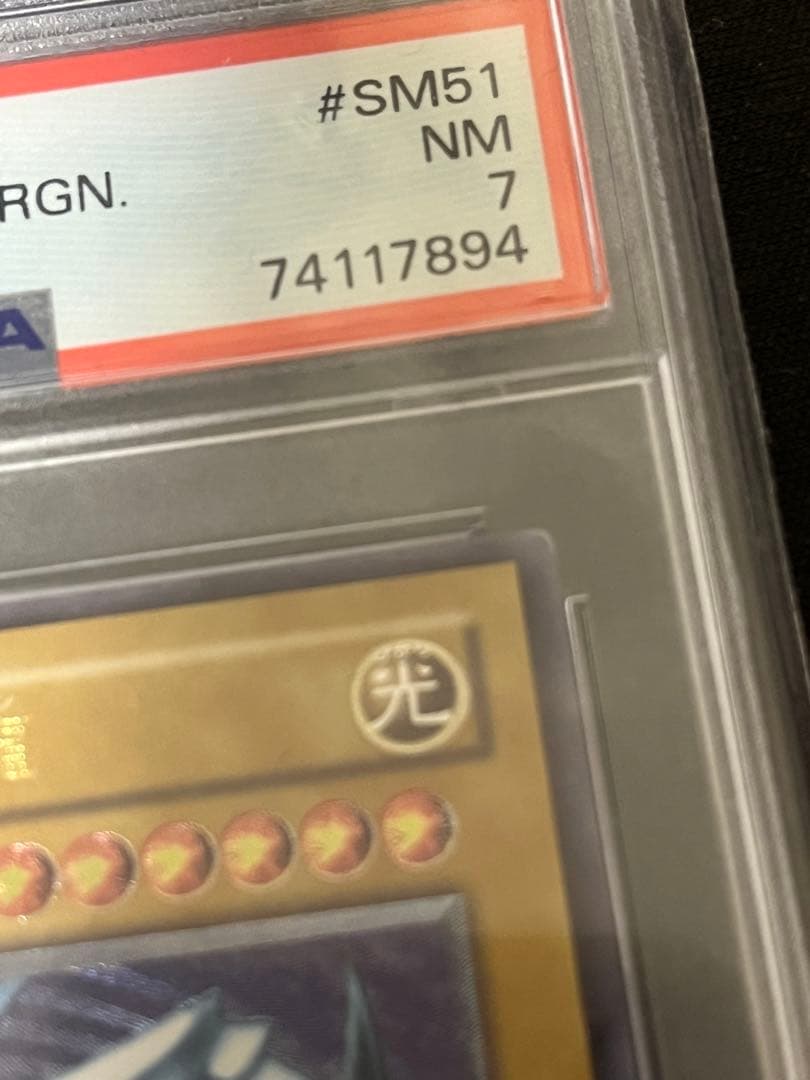 #SM51
NM
RGN. 7
74117894
A
光